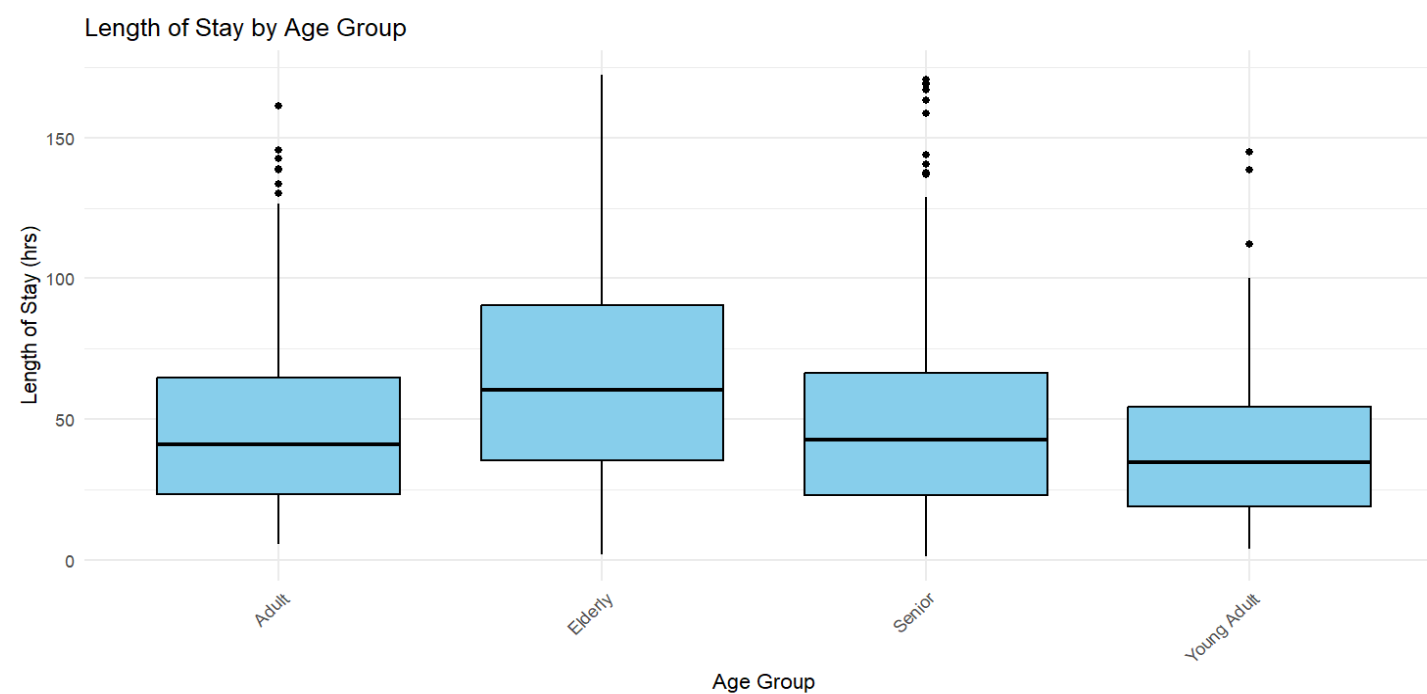 Length of Stay by Age Group
Length of Stay (hrs)
150
100
50
0
Adult
Elderly
Senior
Young Adult
Age Group